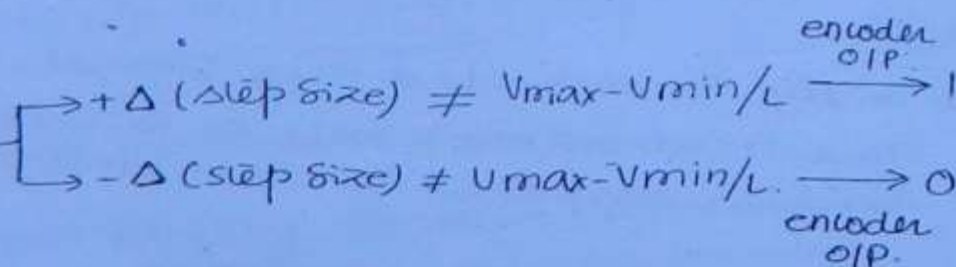 encoder
O/P.
→ + Δ (step size) ≠ Vmax-Vmin/L → 1
→ - Δ (step size) ≠ Vmax-Vmin/L. → 0
encoder
O/P.